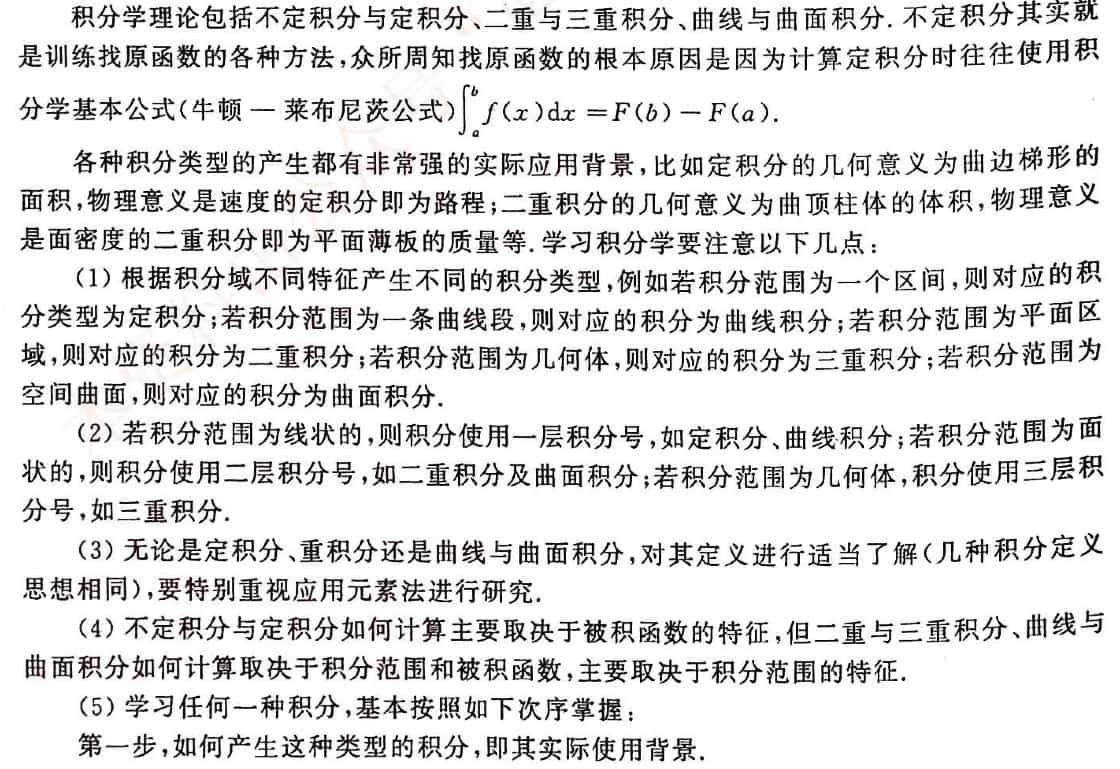 积分学理论包括不定积分与定积分、二重与三重积分、曲线与曲面积分. 不定积分其实就
是训练找原函数的各种方法,众所周知找原函数的根本原因是因为计算定积分时往往使用积
分学基本公式(牛顿 — 莱布尼茨公式)∫_a^b f(x)dx = F(b) − F(a).
各种积分类型的产生都有非常强的实际应用背景,比如定积分的几何意义为曲边梯形的
面积,物理意义是速度的定积分即为路程;二重积分的几何意义为曲顶柱体的体积,物理意义
是面密度的二重积分即为平面薄板的质量等. 学习积分学要注意以下几点:
(1) 根据积分域不同特征产生不同的积分类型,例如若积分范围为一个区间,则对应的积
分类型为定积分;若积分范围为一条曲线段,则对应的积分为曲线积分;若积分范围为平面区
域,则对应的积分为二重积分;若积分范围为几何体,则对应的积分为三重积分;若积分范围为
空间曲面,则对应的积分为曲面积分.
(2) 若积分范围为线状的,则积分使用一层积分号,如定积分、曲线积分;若积分范围为面
状的,则积分使用二层积分号,如二重积分及曲面积分;若积分范围为几何体,积分使用三层积
分号,如三重积分.
(3) 无论是定积分、重积分还是曲线与曲面积分,对其定义进行适当了解(几种积分定义
思想相同),要特别重视应用元素法进行研究.
(4) 不定积分与定积分如何计算主要取决于被积函数的特征,但二重与三重积分、曲线与
曲面积分如何计算取决于积分范围和被积函数,主要取决于积分范围的特征.
(5) 学习任何一种积分,基本按照如下次序掌握:
第一步,如何产生这种类型的积分,即其实际使用背景.